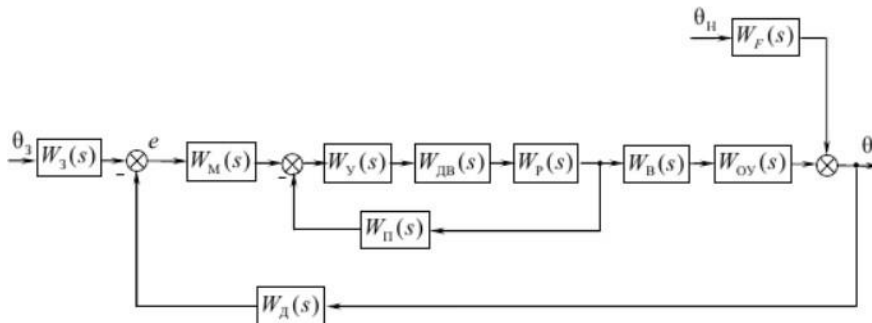 θН
WF(s)
θЗ
WЗ(s)
-
e
WМ(s)
-
WУ(s)
WДВ(s)
WР(s)
WВ(s)
WОУ(s)
θ
WП(s)
WД(s)